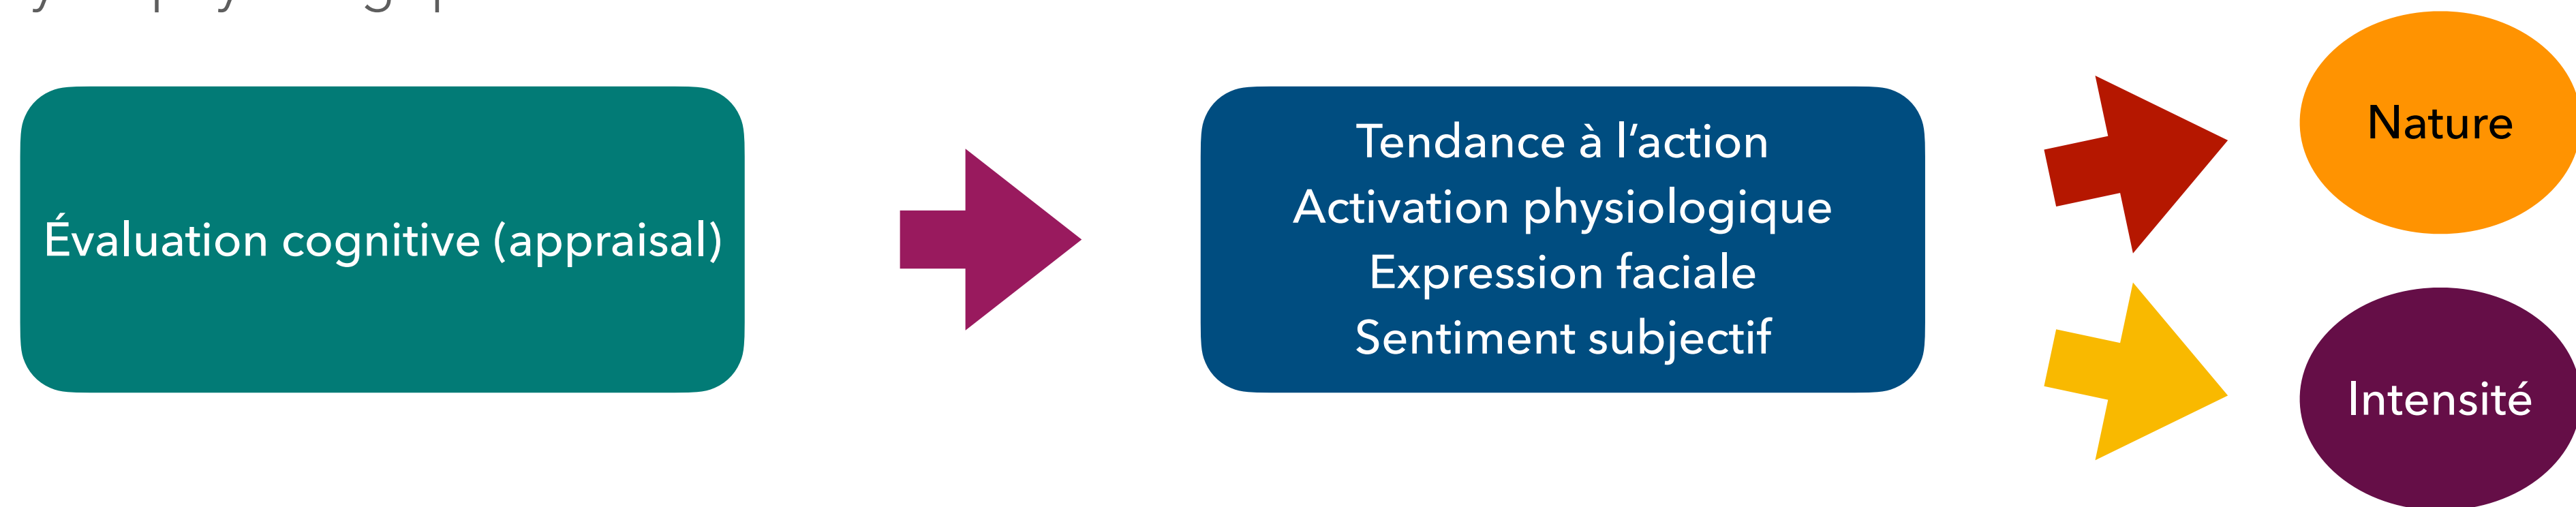 Évaluation cognitive (appraisal)
Tendance à l’action
Activation physiologique
Expression faciale
Sentiment subjectif
Nature
Intensité